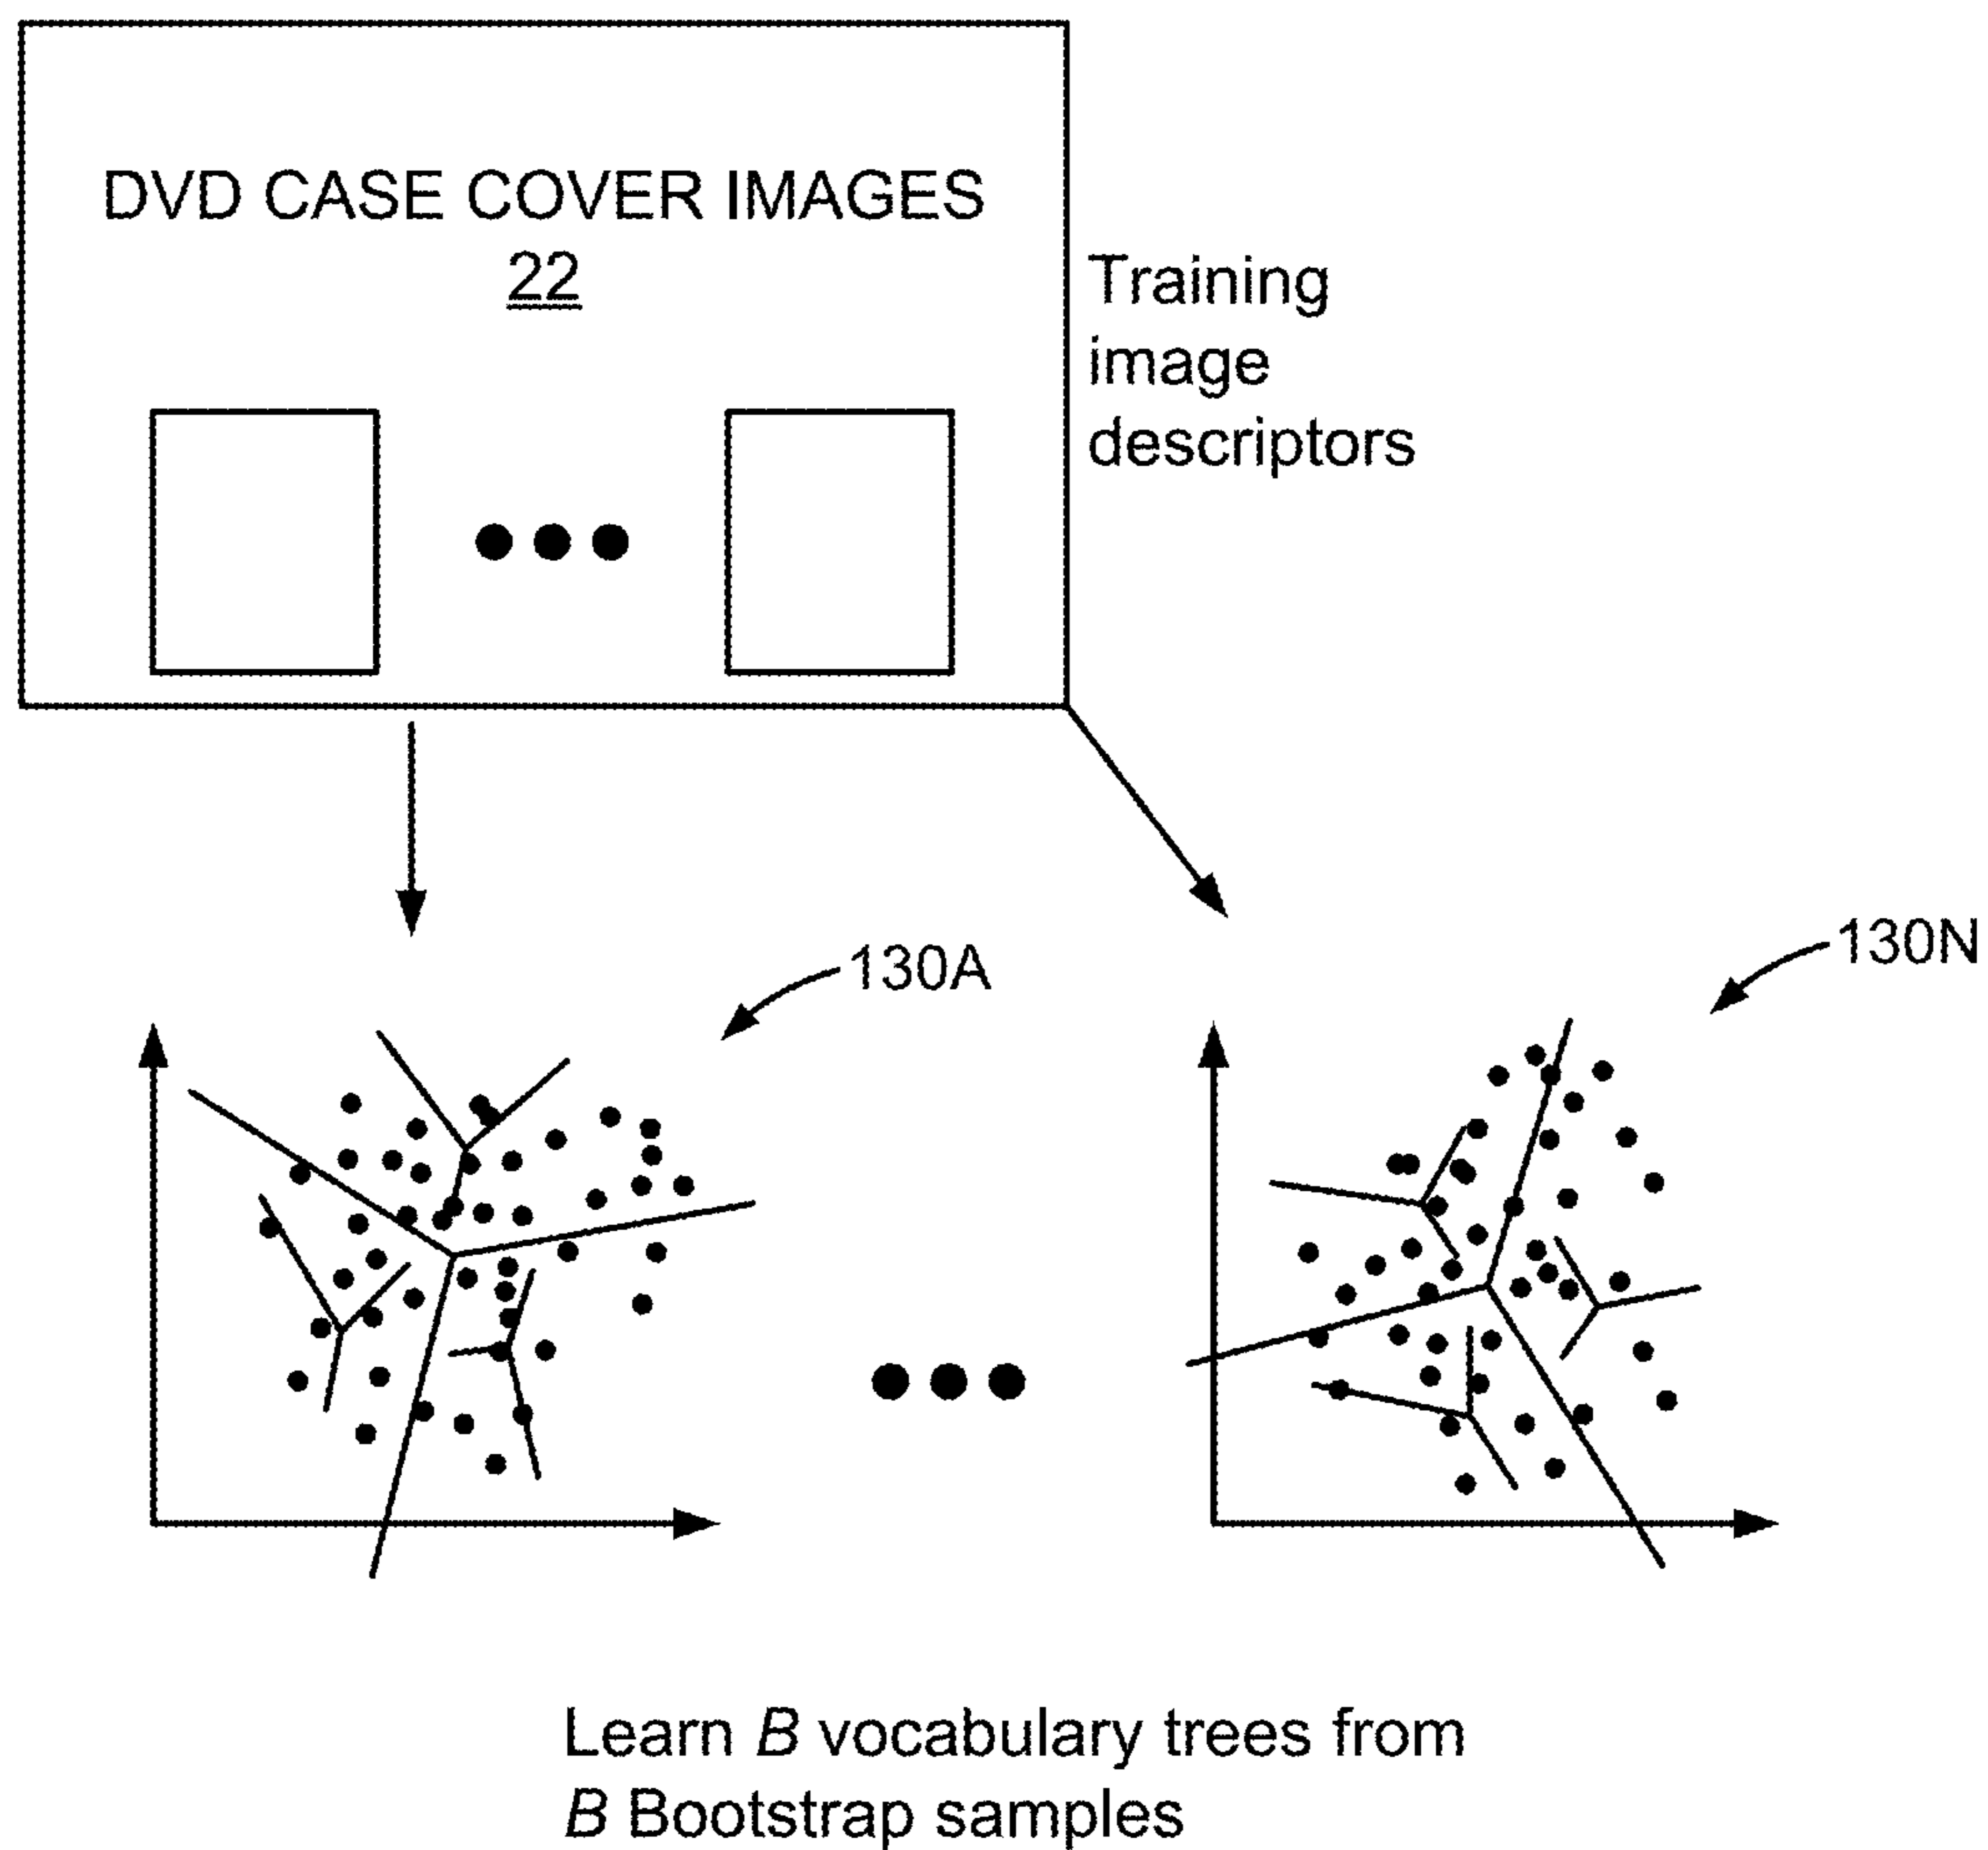 DVD CASE COVER IMAGES
22
Training
image
descriptors
130A
130N
Learn B vocabulary trees from
B Bootstrap samples